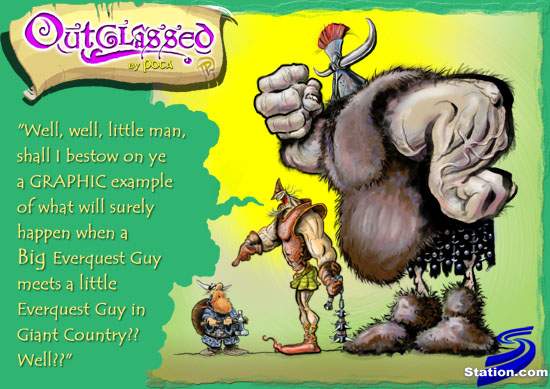 OutClassed
by POCA
"Well, well, little man,
shall I bestow on ye
a GRAPHIC example
of what will surely
happen when a
Big Everquest Guy
meets a little
Everquest Guy in
Giant Country??
Well??"
Station.com